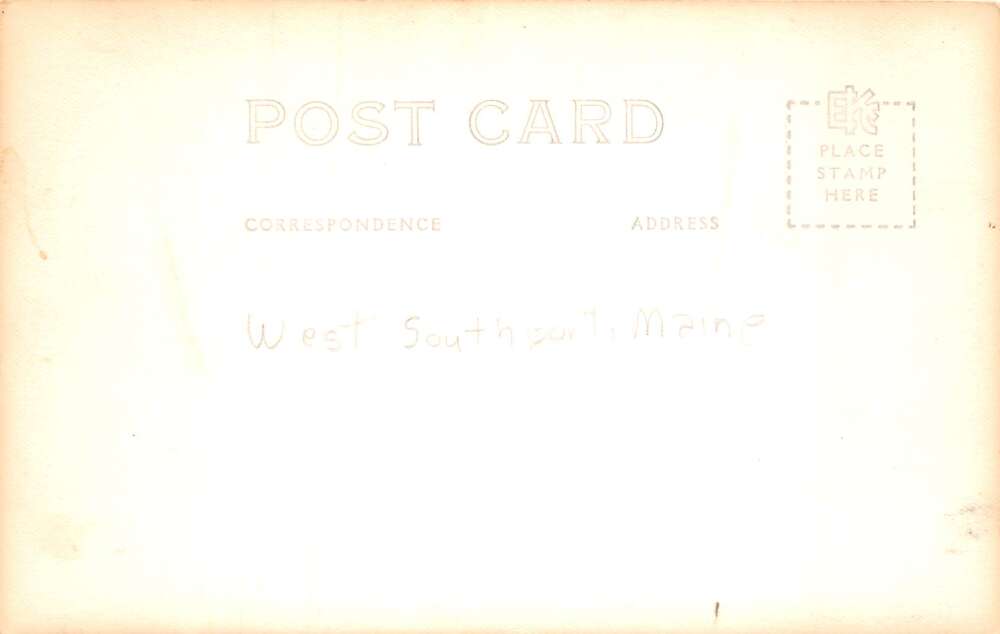 POST CARD
EKC
PLACE
STAMP
HERE
CORRESPONDENCE
ADDRESS
West Southport, Maine